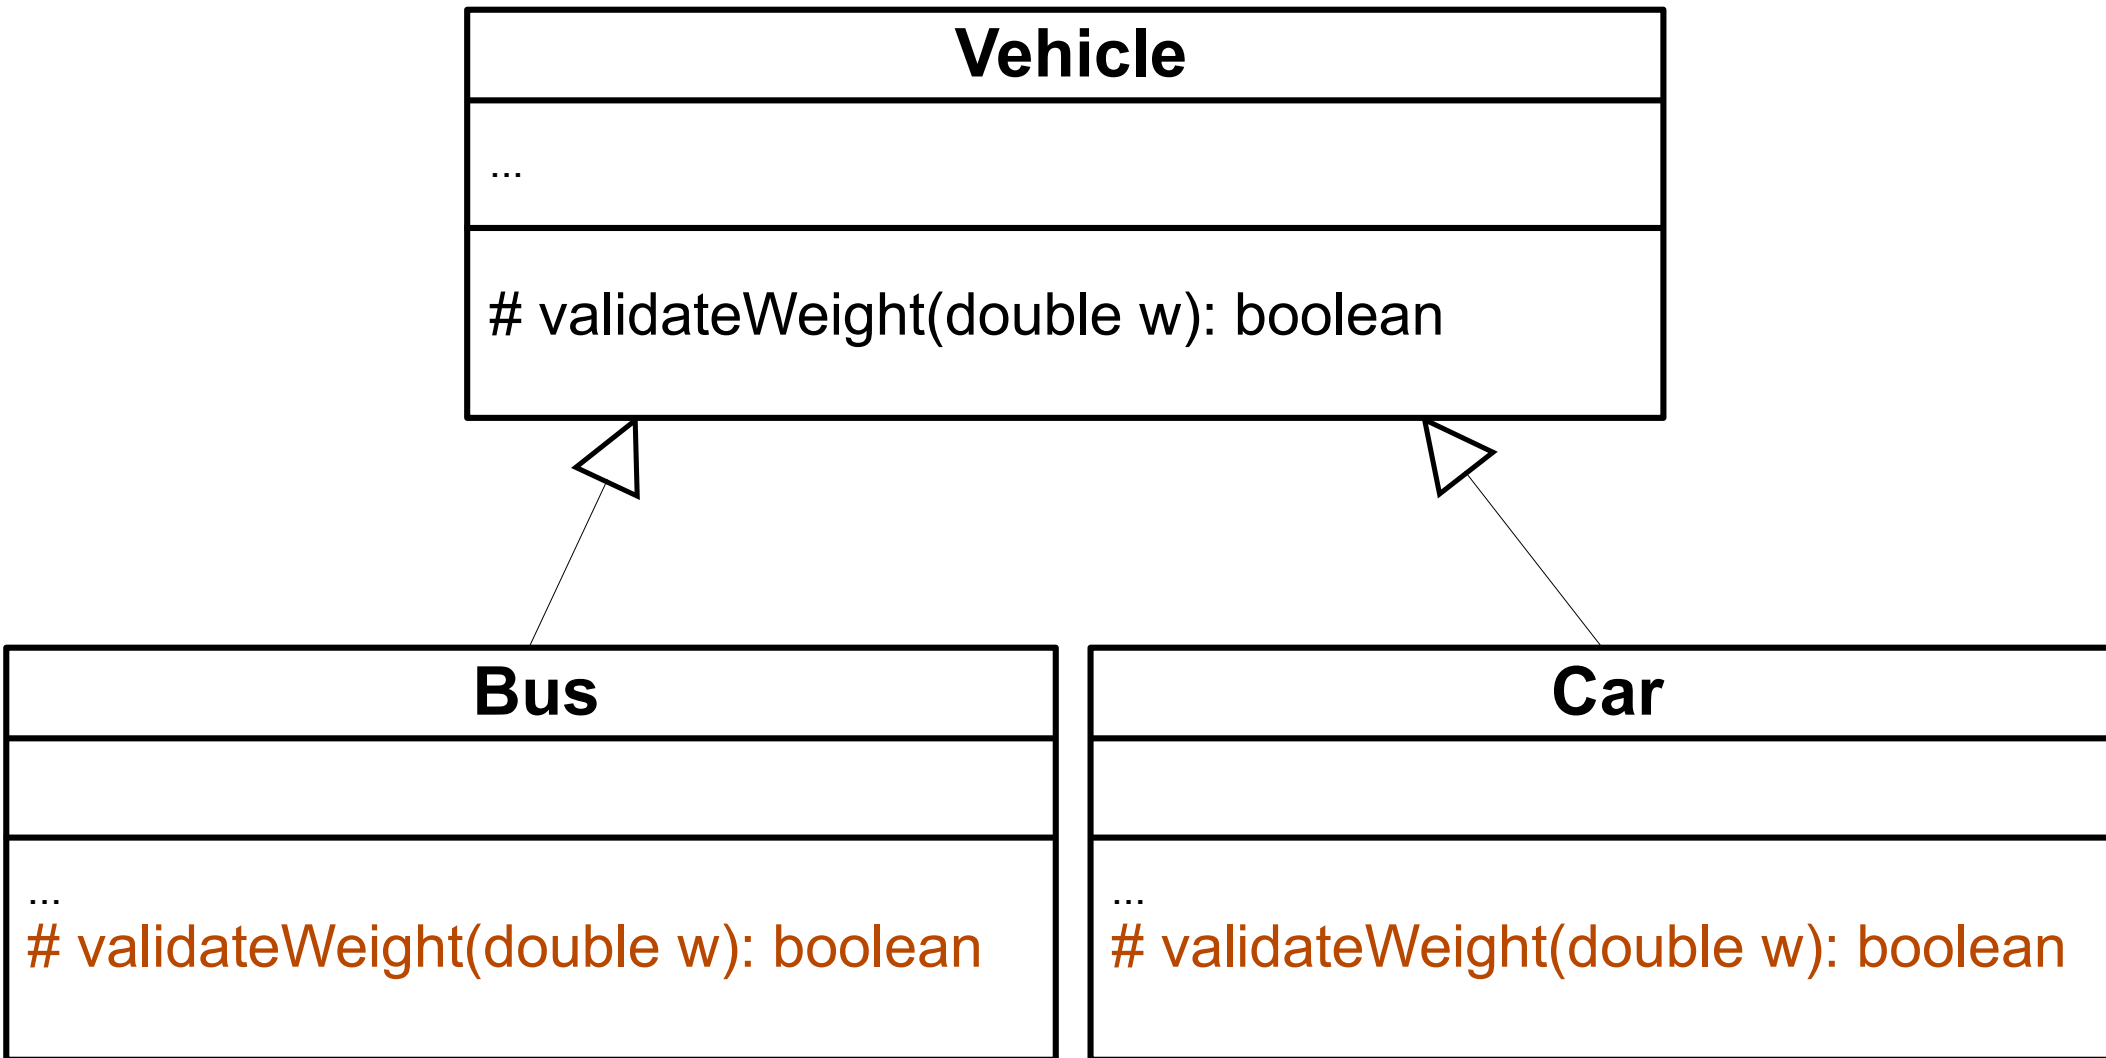 Vehicle
...
# validateWeight(double w): boolean
Bus
...
# validateWeight(double w): boolean
Car
...
# validateWeight(double w): boolean